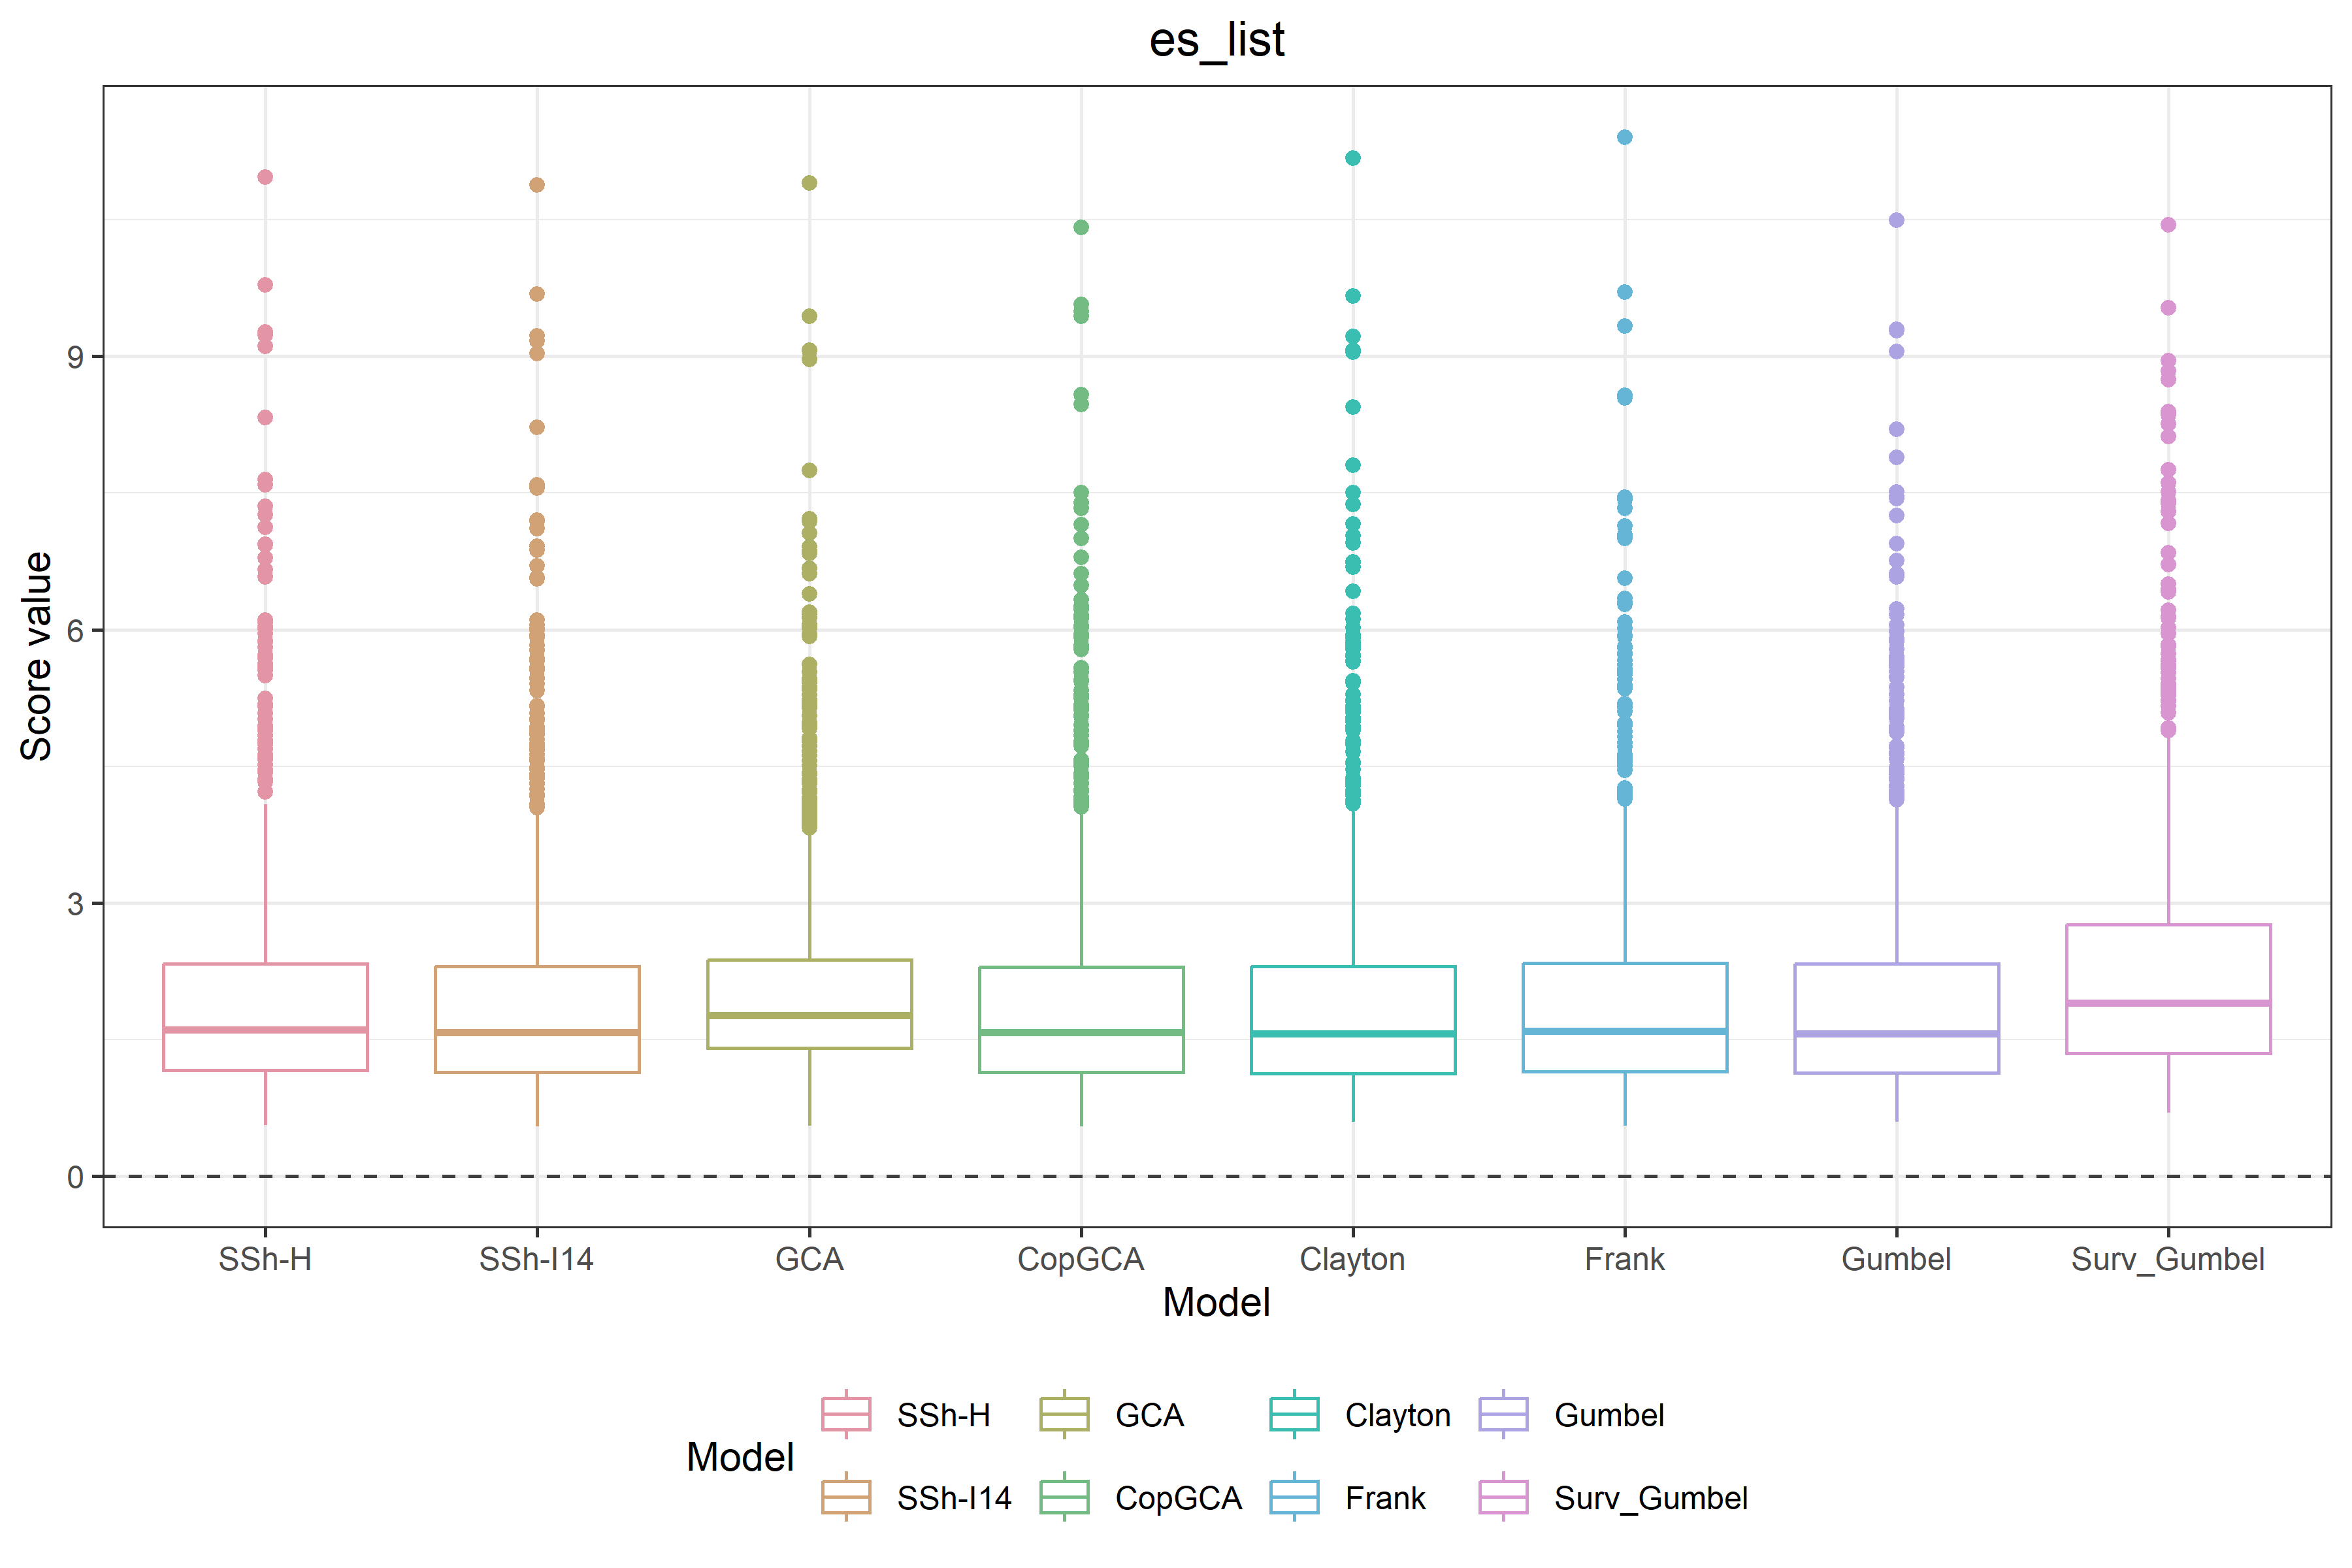 es_list
Score value
9
6
3
0
SSh-H SSh-I14 GCA CopGCA Clayton Frank Gumbel Surv_Gumbel
Model
Model
SSh-H GCA Clayton Gumbel
SSh-I14 CopGCA Frank Surv_Gumbel